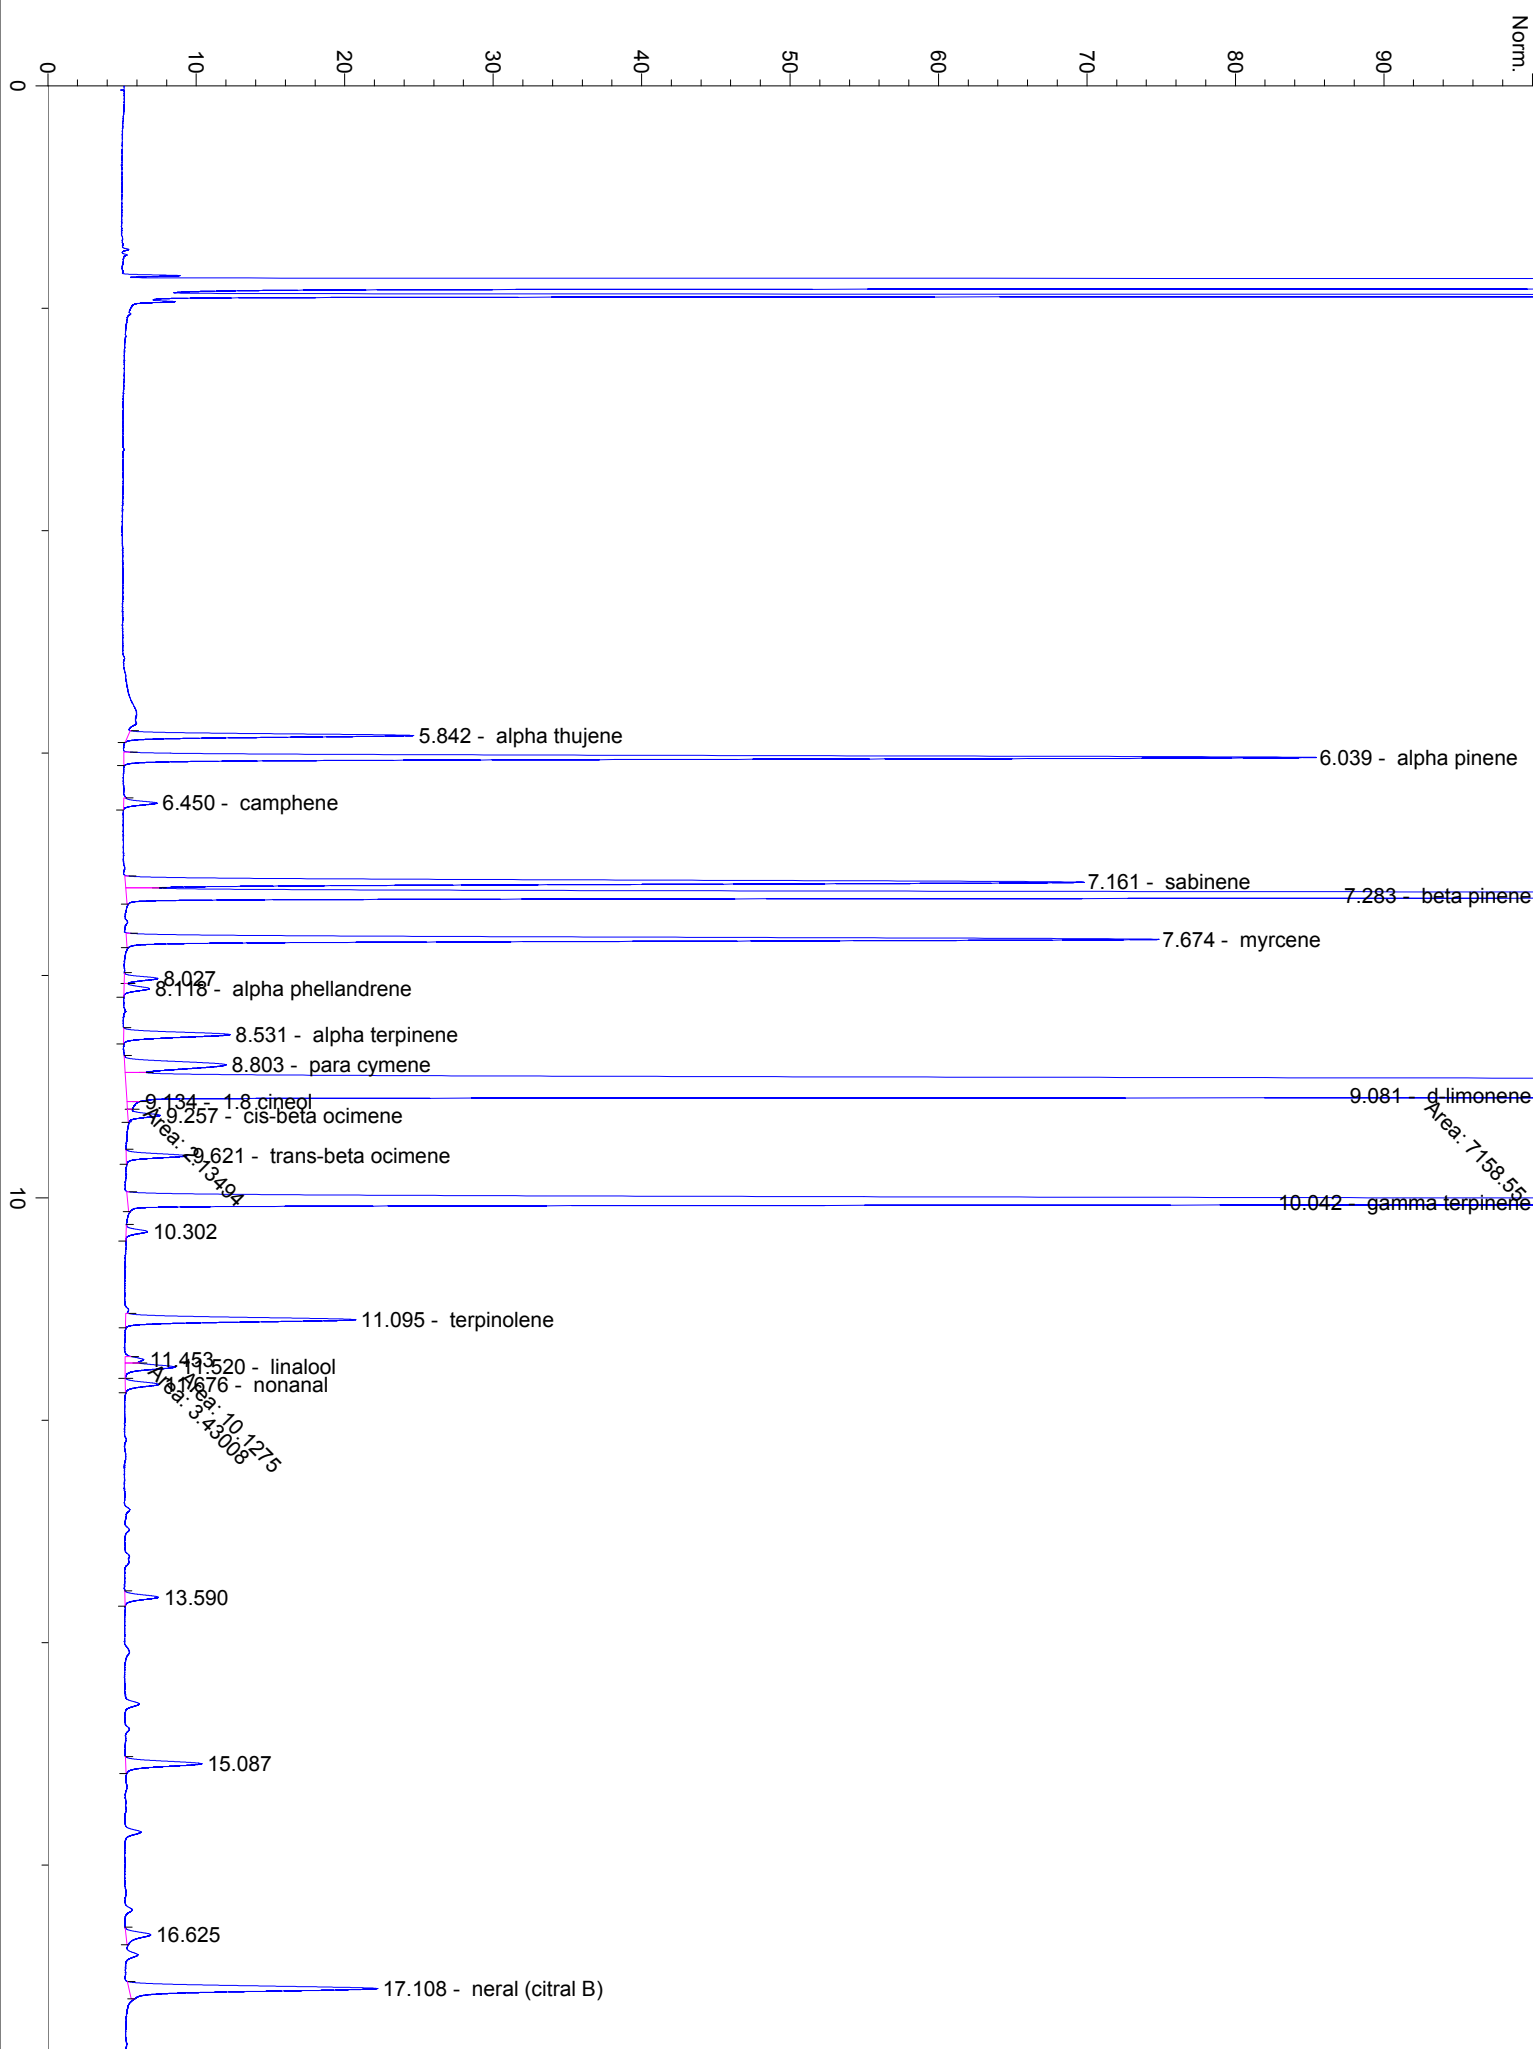 Norm.
0
10
20
30
40
50
60
70
80
90
0
5.842 - alpha thujene
6.039 - alpha pinene
6.450 - camphene
7.161 - sabinene
7.283 - beta pinene
7.674 - myrcene
8.027
8.118 - alpha phellandrene
8.531 - alpha terpinene
8.803 - para cymene
9.081 - d-limonene
Area: 7158.55
9.134 - 1.8 cineol
Area: 2.13494
9.257 - cis-beta ocimene
9.621 - trans-beta ocimene
10
10.042 - gamma terpinene
10.302
11.095 - terpinolene
11.453
Area: 3.43008
11.520 - linalool
Area: 10.1275
11.676 - nonanal
13.590
15.087
16.625
17.108 - neral (citral B)